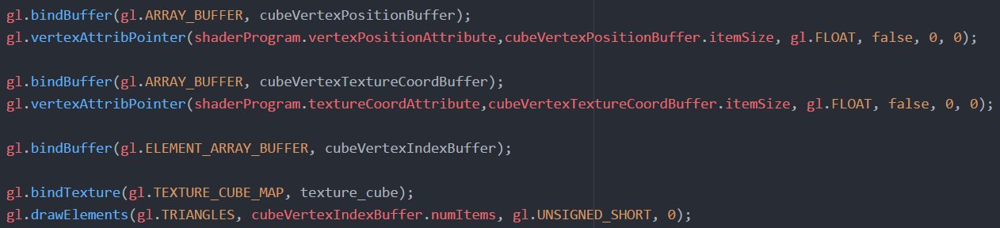 gl.bindBuffer(gl.ARRAY_BUFFER, cubeVertexPositionBuffer);
gl.vertexAttribPointer(shaderProgram.vertexPositionAttribute,cubeVertexPositionBuffer.itemSize, gl.FLOAT, false, 0, 0);
gl.bindBuffer(gl.ARRAY_BUFFER, cubeVertexTextureCoordBuffer);
gl.vertexAttribPointer(shaderProgram.textureCoordAttribute,cubeVertexTextureCoordBuffer.itemSize, gl.FLOAT, false, 0, 0);
gl.bindBuffer(gl.ELEMENT_ARRAY_BUFFER, cubeVertexIndexBuffer);
gl.bindTexture(gl.TEXTURE_CUBE_MAP, texture_cube);
gl.drawElements(gl.TRIANGLES, cubeVertexIndexBuffer.numItems, gl.UNSIGNED_SHORT, 0);